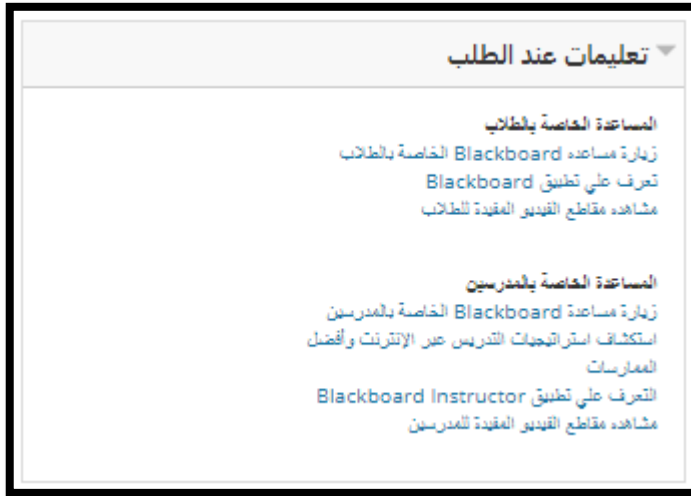 تعليمات عند الطلب
المساعدة الخاصة بالطلاب
زيارة مساعده Blackboard الخاصة بالطلاب
تعرف علي تطبيق Blackboard
مشاهده مقاطع الفيديو المفيدة للطلاب
المساعدة الخاصة بالمدرسين
زيارة مساعدة Blackboard الخاصة بالمدرسين
استكشاف استراتيجيات التدريس عبر الإنترنت وأفضل
الممارسات
التعرف علي تطبيق Blackboard Instructor
مشاهده مقاطع الفيديو المفيدة للمدرسين